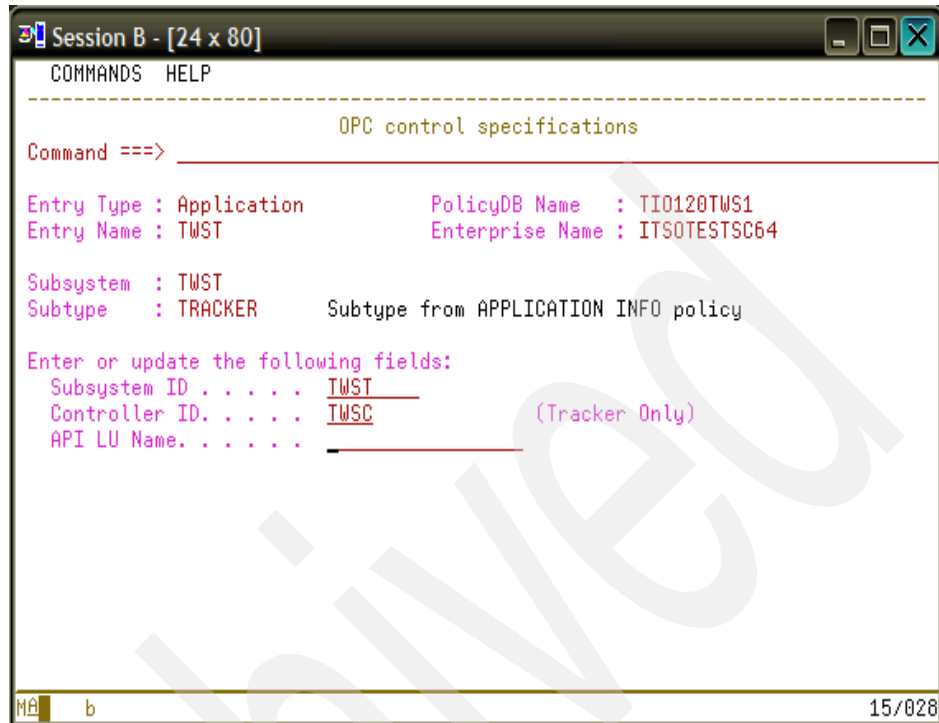 Session B - [24 x 80]
COMMANDS HELP
OPC control specifications
Command ===>
Entry Type : Application PolicyDB Name : TIO120TWS1
Entry Name : TWST Enterprise Name : ITSOTESTSC64
Subsystem : TWST
Subtype : TRACKER Subtype from APPLICATION INFO policy
Enter or update the following fields:
Subsystem ID . . . . . TWST
Controller ID. . . . . TWSC (Tracker Only)
API LU Name. . . . . .
MA b 15/028
hived